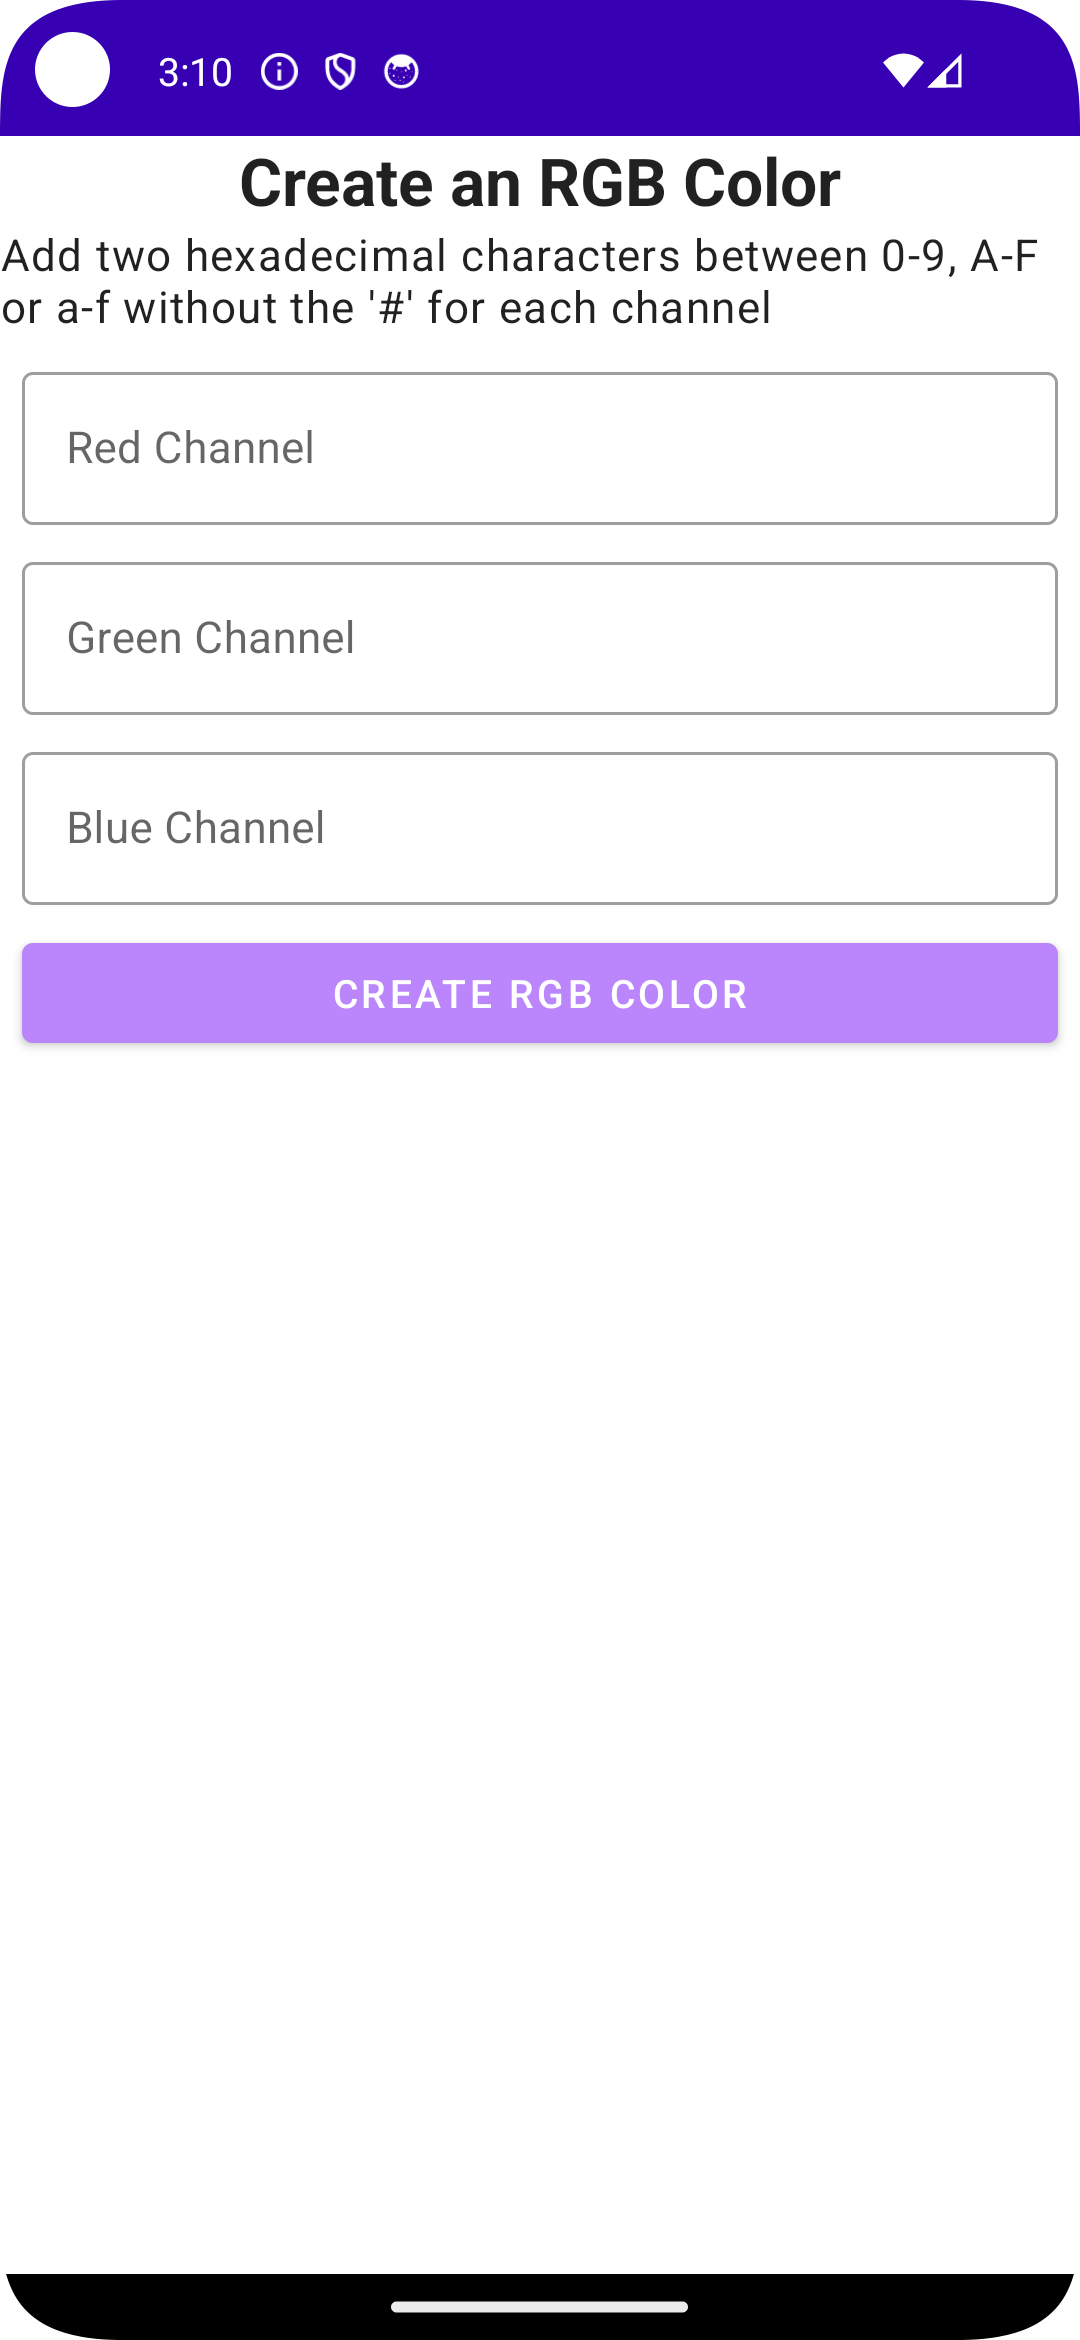 3:10
Create an RGB Color
Add two hexadecimal characters between 0-9, A-F
or a-f without the '#' for each channel
Red Channel
Green Channel
Blue Channel
CREATE RGB COLOR